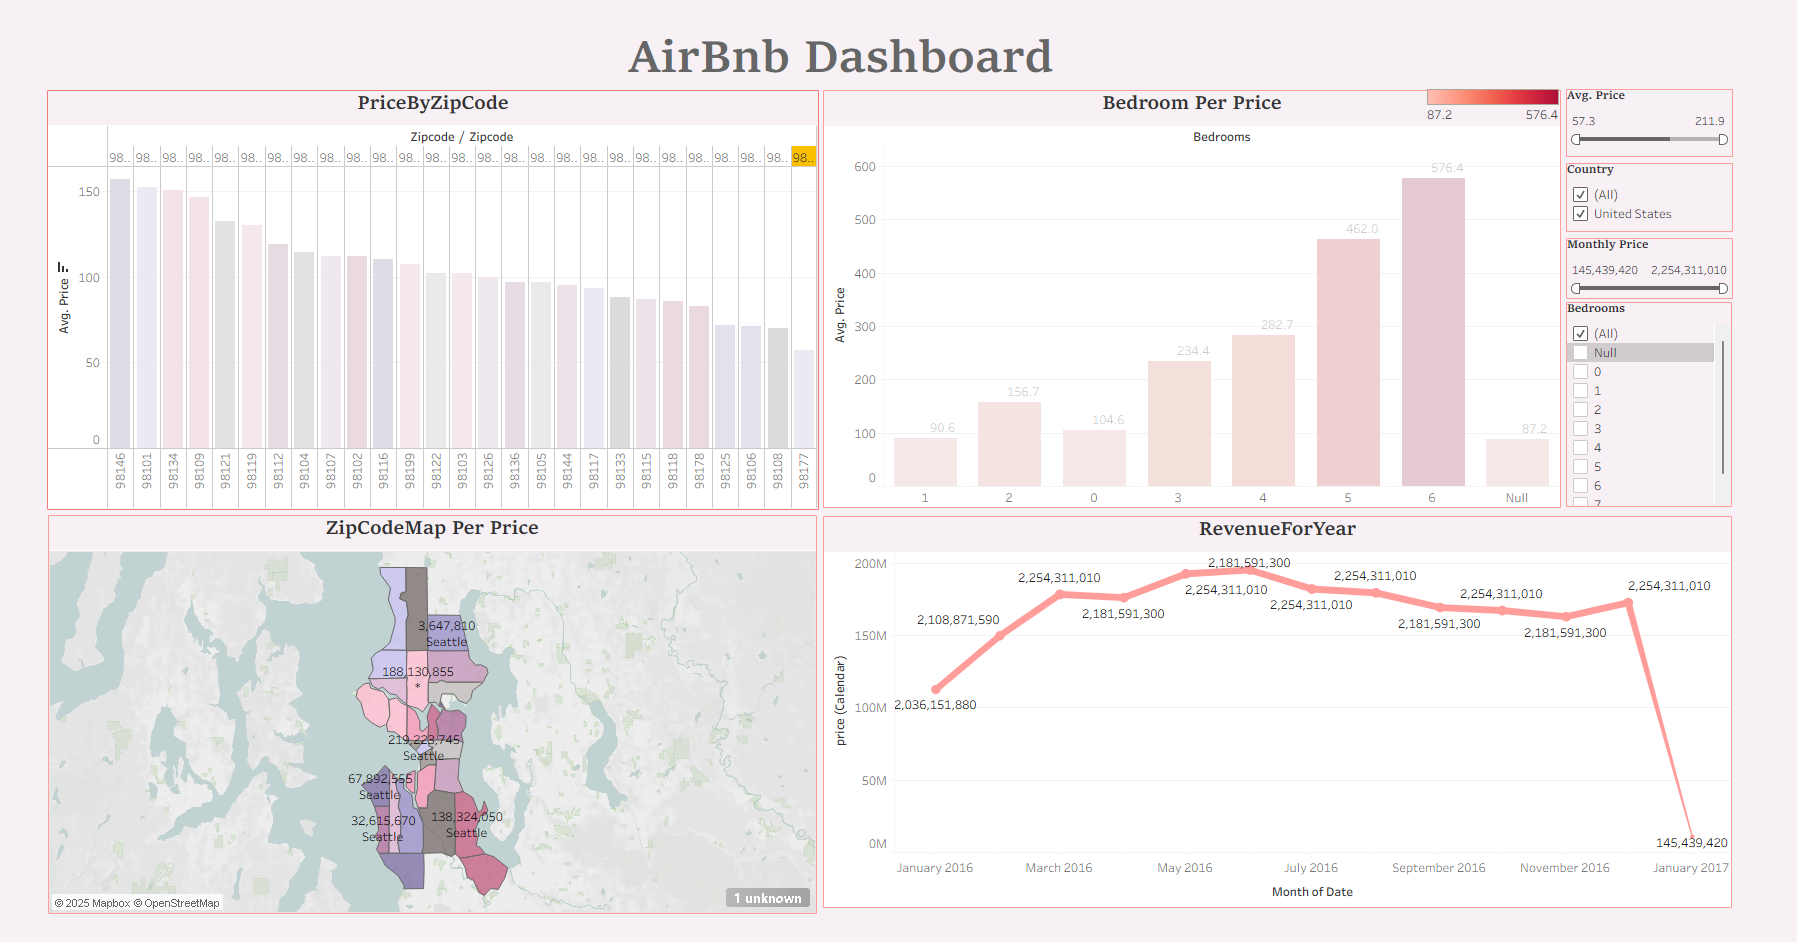 AirBnb Dashboard
PriceByZipCode
Zipcode / Zipcode
98.. 98.. 98.. 98.. 98.. 98.. 98.. 98.. 98.. 98.. 98.. 98.. 98.. 98.. 98.. 98.. 98.. 98.. 98.. 98.. 98.. 98.. 98.. 98.. 98.. 98.. 98..
Avg. Price
150
100
50
0
98146 98101 98134 98109 98121 98119 98112 98104 98107 98102 98116 98199 98122 98103 98126 98136 98105 98144 98117 98133 98115 98118 98178 98125 98106 98108 98177
Bedroom Per Price
87.2 576.4
Bedrooms
Avg. Price
600
500
400
300
200
100
0
90.6
156.7
104.6
234.4
282.7
462.0
576.4
87.2
1 2 0 3 4 5 6 Null
Avg. Price
57.3 211.9
Country
(All)
United States
Monthly Price
145,439,420 2,254,311,010
Bedrooms
(All)
Null
0
1
2
3
4
5
6
7
ZipCodeMap Per Price
3,647,810
Seattle
188,130,855
*
219,223,745
Seattle
67,892,555
Seattle
32,615,670
Seattle
138,324,050
Seattle
© 2025 Mapbox © OpenStreetMap
1 unknown
RevenueForYear
price (Calendar)
200M
150M
100M
50M
0M
2,036,151,880
2,108,871,590
2,254,311,010
2,181,591,300
2,254,311,010
2,181,591,300
2,254,311,010
2,254,311,010
2,181,591,300
2,254,311,010
2,181,591,300
2,254,311,010
145,439,420
January 2016 March 2016 May 2016 July 2016 September 2016 November 2016 January 2017
Month of Date